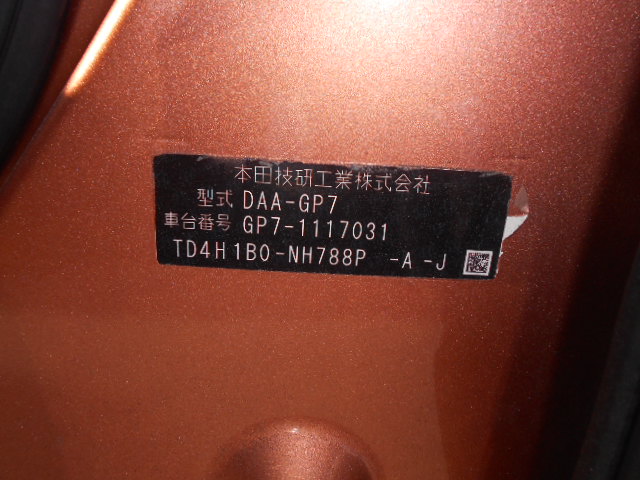 本田技研工業株式会社
型式 DAA-GP7
車台番号 GP7-1117031
TD4H1B0-NH788P -A-J